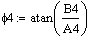 ϕ4 := atan(B4/A4)